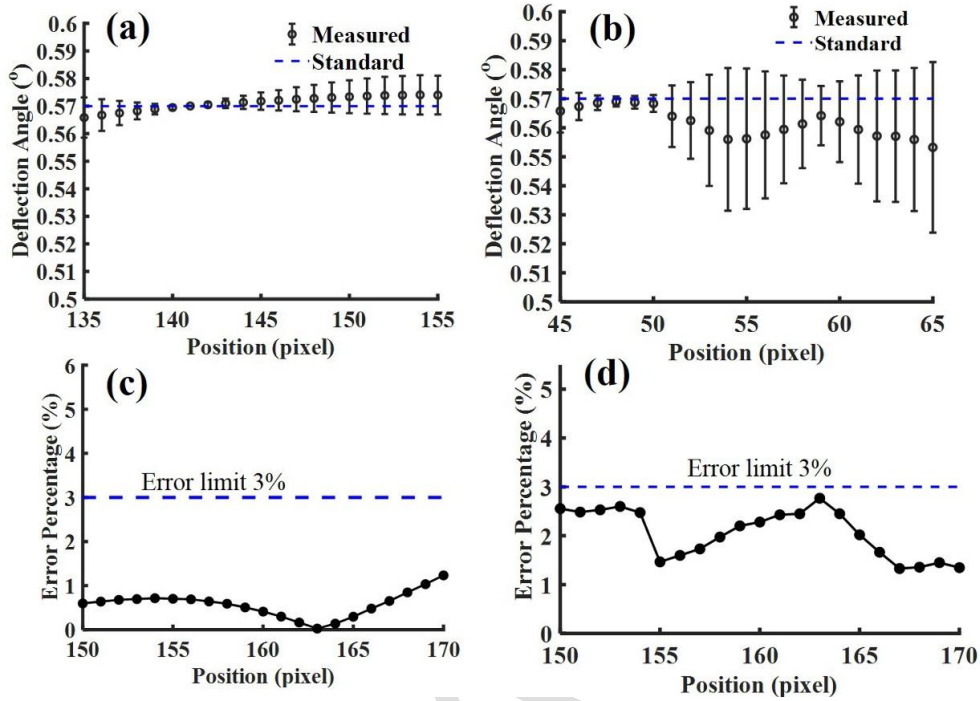 (a)
Measured
Standard
0.6
0.59
0.58
0.57
0.56
0.55
0.54
0.53
0.52
0.51
0.5
Deflection Angle (°)
135 140 145 150 155
Position (pixel)
(b)
Measured
Standard
0.6
0.59
0.58
0.57
0.56
0.55
0.54
0.53
0.52
0.51
0.5
Deflection Angle (°)
45 50 55 60 65
Position (pixel)
(c)
6
5
4
3
2
1
0
Error Percentage (%)
Error limit 3%
150 155 160 165 170
Position (pixel)
(d)
5
4
3
2
1
0
Error Percentage (%)
Error limit 3%
150 155 160 165 170
Position (pixel)